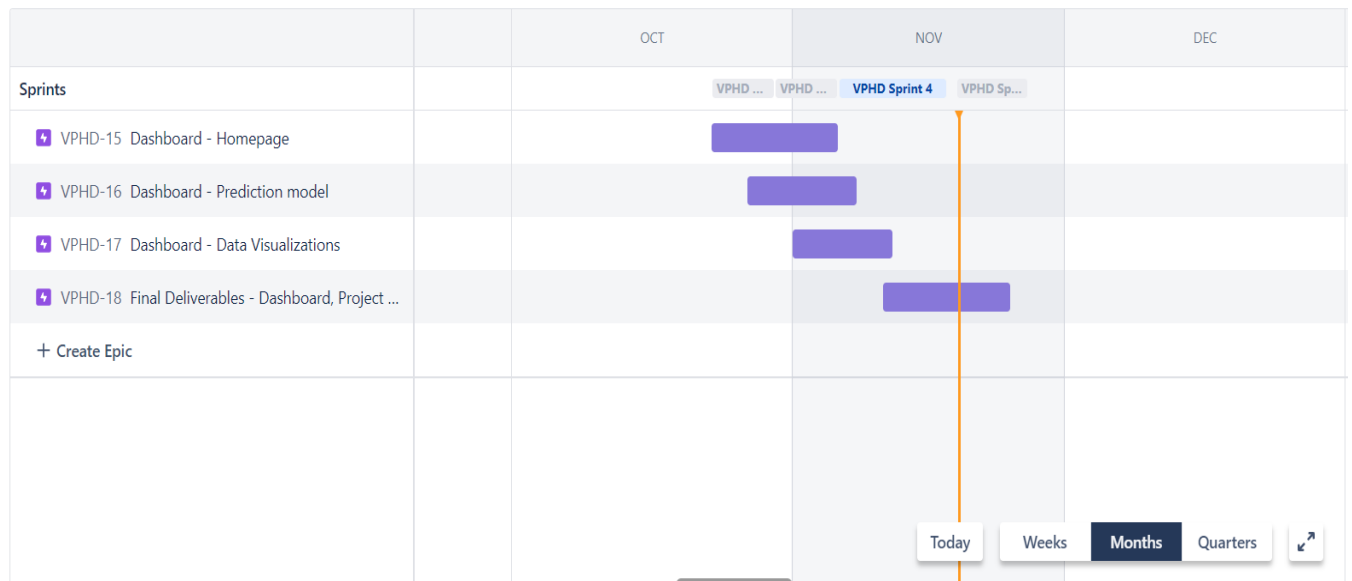 OCT NOV DEC
Sprints VPHD ... VPHD ... VPHD Sprint 4 VPHD Sp...
VPHD-15 Dashboard - Homepage
VPHD-16 Dashboard - Prediction model
VPHD-17 Dashboard - Data Visualizations
VPHD-18 Final Deliverables - Dashboard, Project ...
+ Create Epic
Today Weeks Months Quarters